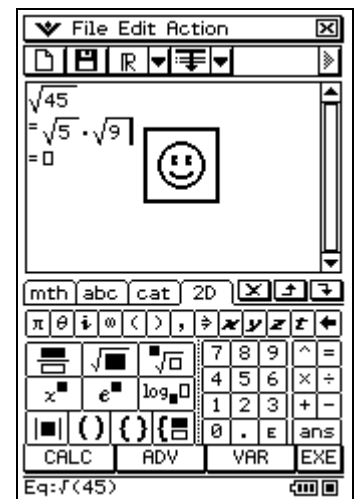 File Edit Action
ℝ
√45
=√5·√9
=□
mth abc cat 2D
π θ i ∞ ( ) , ⇒ x y z t ←
√■ ■√□ 7 8 9 ^ =
x■ e■ log■□ 4 5 6 × ÷
1 2 3 + −
|■| () {} {■ 0 . E ans
CALC ADV VAR EXE
Eq:√(45)